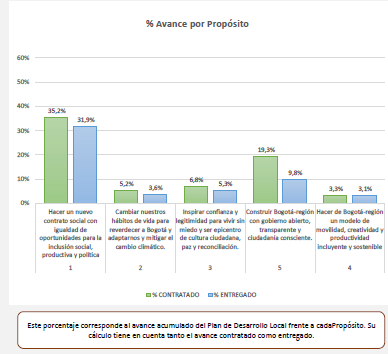 % Avance por Propósito
60%
50%
40%
30%
20%
10%
0%
35,2%
31,9%
5,2%
3,6%
6,8%
5,3%
19,3%
9,8%
3,3%
3,1%
Hacer un nuevo
contrato social con
igualdad de
oportunidades para la
inclusión social,
productiva y política
1
Cambiar nuestros
hábitos de vida para
reverdecer a Bogotá y
adaptarnos y mitigar el
cambio climático.
2
Inspirar confianza y
legitimidad para vivir sin
miedo y ser epicentro
de cultura ciudadana,
paz y reconciliación.
3
Construir Bogotá-región
con gobierno abierto,
transparente y
ciudadanía consciente.
5
Hacer de Bogotá-región
un modelo de
movilidad, creatividad y
productividad
incluyente y sostenible
4
% CONTRATADO
% ENTREGADO
Este porcentaje corresponde al avance acumulado del Plan de Desarrollo Local frente a cadaPropósito. Su
cálculo tiene en cuenta tanto el avance contratado como entregado.